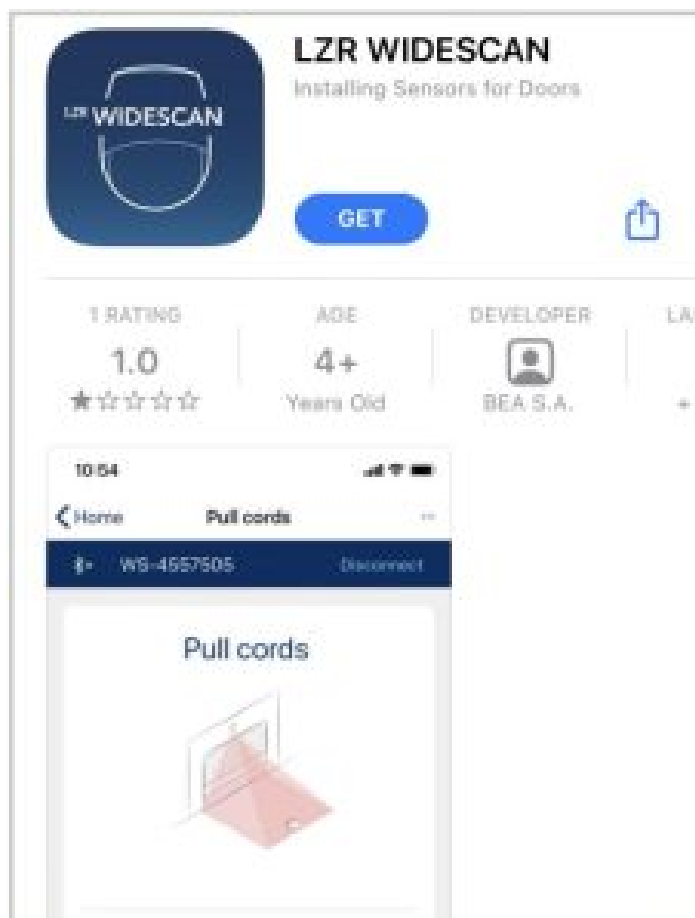 LZR WIDESCAN
Installing Sensors for Doors
LZR WIDESCAN
GET
1 RATING
1.0
AGE
4+
Years Old
DEVELOPER
BEA S.A.
LA
+
10:54
Home
Pull cords
WS-4557505
Disconnect
Pull cords